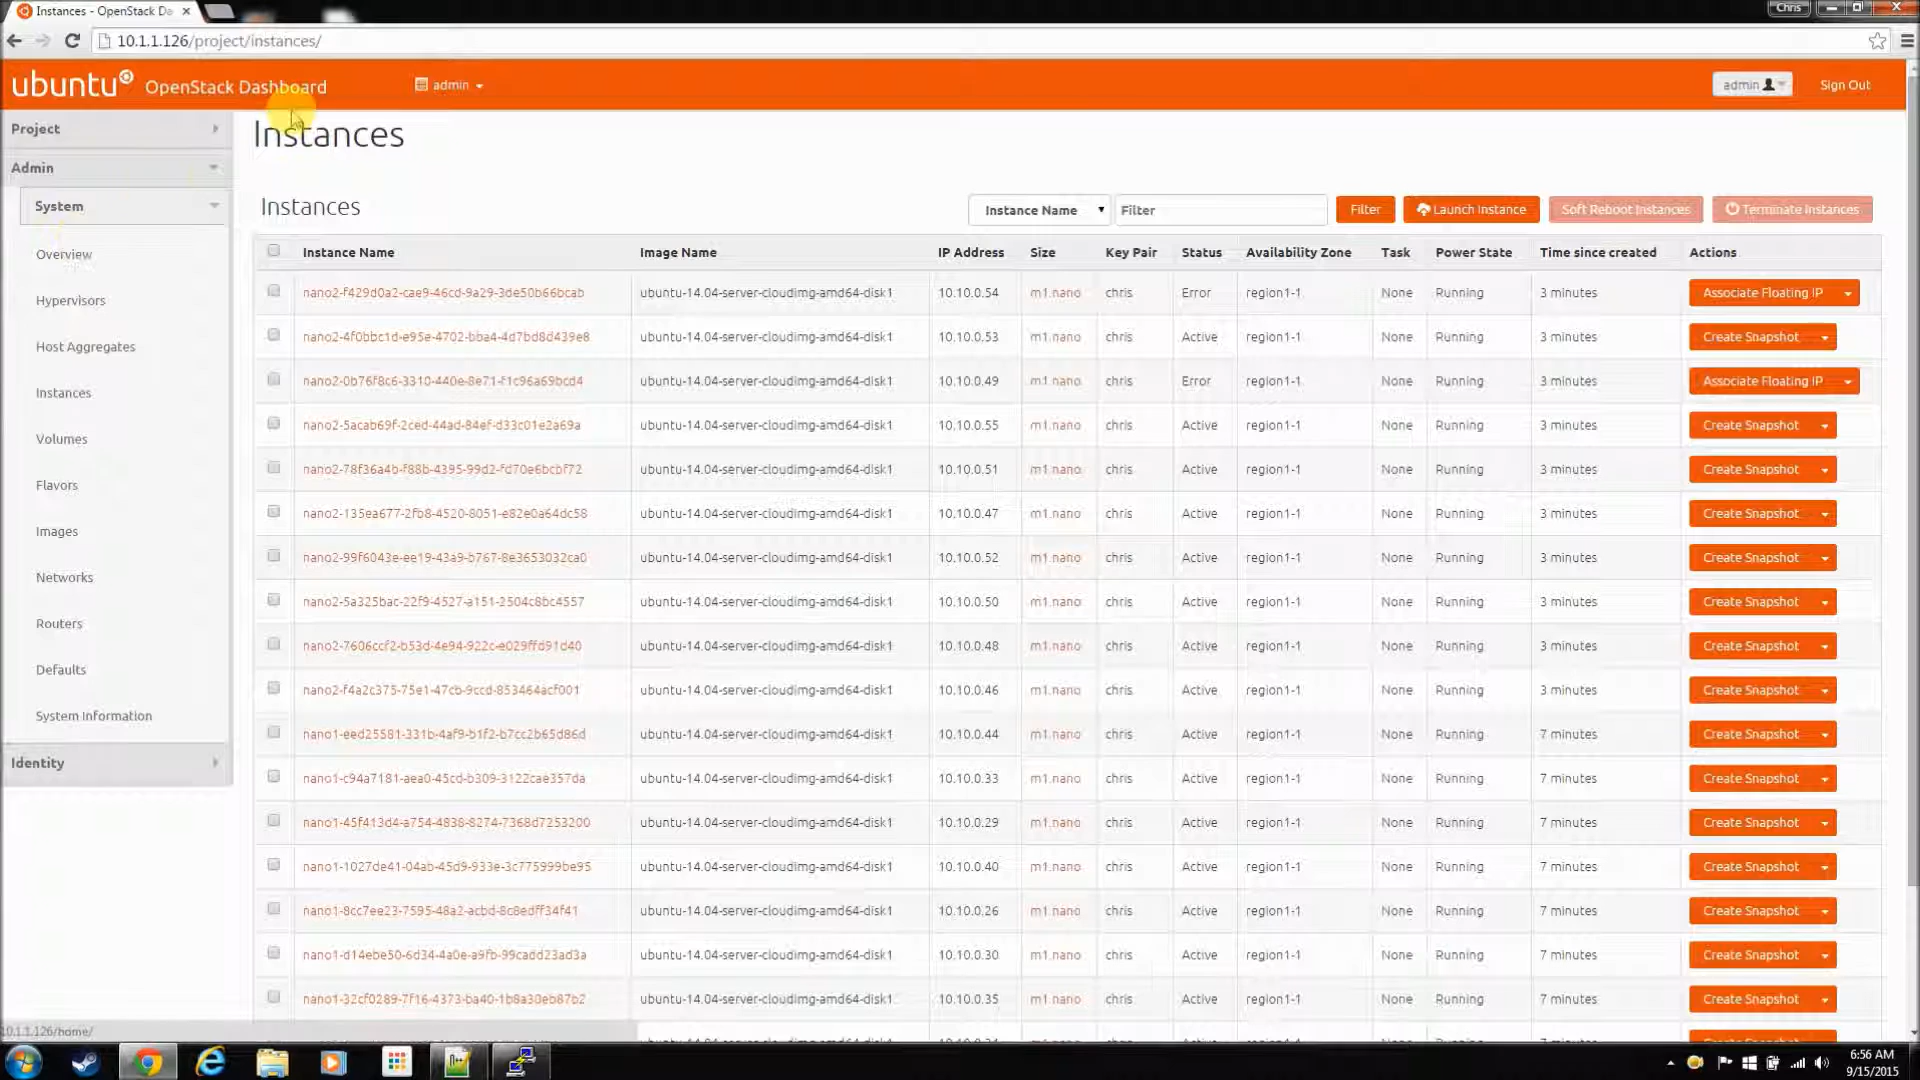 Instances - OpenStack Da
Chris
10.1.1.126/project/instances/
ubuntu OpenStack Dashboard admin admin Sign Out
Project
Admin
System
Overview
Hypervisors
Host Aggregates
Instances
Volumes
Flavors
Images
Networks
Routers
Defaults
System Information
Identity
Instances
Instances
Instance Name Filter Filter Launch Instance Soft Reboot Instances Terminate Instances
Instance Name Image Name IP Address Size Key Pair Status Availability Zone Task Power State Time since created Actions
nano2-f429d0a2-cae9-46cd-9a29-3de50b66bcab ubuntu-14.04-server-cloudimg-amd64-disk1 10.10.0.54 m1.nano chris Error region1-1 None Running 3 minutes Associate Floating IP
nano2-4f0bbc1d-e95e-4702-bba4-4d7bd8d439e8 ubuntu-14.04-server-cloudimg-amd64-disk1 10.10.0.53 m1.nano chris Active region1-1 None Running 3 minutes Create Snapshot
nano2-0b76f8c6-3310-440e-8e71-f1c96a69bcd4 ubuntu-14.04-server-cloudimg-amd64-disk1 10.10.0.49 m1.nano chris Error region1-1 None Running 3 minutes Associate Floating IP
nano2-5acab69f-2ced-44ad-84ef-d33c01e2a69a ubuntu-14.04-server-cloudimg-amd64-disk1 10.10.0.55 m1.nano chris Active region1-1 None Running 3 minutes Create Snapshot
nano2-78f36a4b-f88b-4395-99d2-fd70e6bcbf72 ubuntu-14.04-server-cloudimg-amd64-disk1 10.10.0.51 m1.nano chris Active region1-1 None Running 3 minutes Create Snapshot
nano2-135ea677-2fb8-4520-8051-e82e0a64dc58 ubuntu-14.04-server-cloudimg-amd64-disk1 10.10.0.47 m1.nano chris Active region1-1 None Running 3 minutes Create Snapshot
nano2-99f6043e-ee19-43a9-b767-8e3653032ca0 ubuntu-14.04-server-cloudimg-amd64-disk1 10.10.0.52 m1.nano chris Active region1-1 None Running 3 minutes Create Snapshot
nano2-5a325bac-22f9-4527-a151-2504c8bc4557 ubuntu-14.04-server-cloudimg-amd64-disk1 10.10.0.50 m1.nano chris Active region1-1 None Running 3 minutes Create Snapshot
nano2-7606ccf2-b53d-4e94-922c-e029ffd91d40 ubuntu-14.04-server-cloudimg-amd64-disk1 10.10.0.48 m1.nano chris Active region1-1 None Running 3 minutes Create Snapshot
nano2-f4a2c375-75e1-47cb-9ccd-853464acf001 ubuntu-14.04-server-cloudimg-amd64-disk1 10.10.0.46 m1.nano chris Active region1-1 None Running 3 minutes Create Snapshot
nano1-eed25581-331b-4af9-b1f2-b7cc2b65d86d ubuntu-14.04-server-cloudimg-amd64-disk1 10.10.0.44 m1.nano chris Active region1-1 None Running 7 minutes Create Snapshot
nano1-c94a7181-aea0-45cd-b309-3122cae357da ubuntu-14.04-server-cloudimg-amd64-disk1 10.10.0.33 m1.nano chris Active region1-1 None Running 7 minutes Create Snapshot
nano1-45f413d4-a754-4838-8274-7368d7253200 ubuntu-14.04-server-cloudimg-amd64-disk1 10.10.0.29 m1.nano chris Active region1-1 None Running 7 minutes Create Snapshot
nano1-1027de41-04ab-45d9-933e-3c775999be95 ubuntu-14.04-server-cloudimg-amd64-disk1 10.10.0.40 m1.nano chris Active region1-1 None Running 7 minutes Create Snapshot
nano1-8cc7ee23-7595-48a2-acbd-8c8edff34f41 ubuntu-14.04-server-cloudimg-amd64-disk1 10.10.0.26 m1.nano chris Active region1-1 None Running 7 minutes Create Snapshot
nano1-d14ebe50-6d34-4a0e-a9fb-99cadd23ad3a ubuntu-14.04-server-cloudimg-amd64-disk1 10.10.0.30 m1.nano chris Active region1-1 None Running 7 minutes Create Snapshot
nano1-32cf0289-7f16-4373-ba40-1b8a30eb87b2 ubuntu-14.04-server-cloudimg-amd64-disk1 10.10.0.35 m1.nano chris Active region1-1 None Running 7 minutes Create Snapshot
10.1.1.126/home/
6:56 AM
9/15/2015